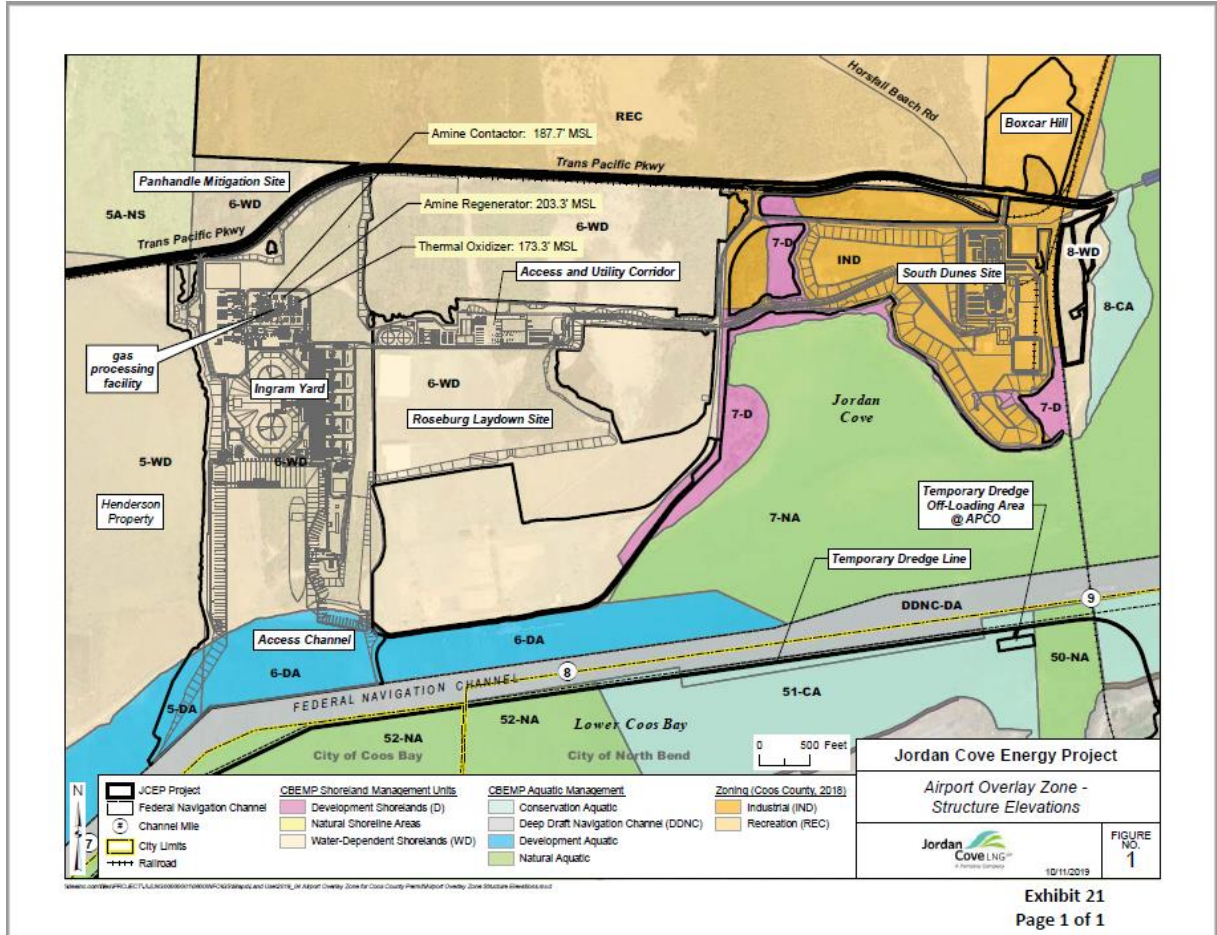 REC
Horsfall Beach Rd
Boxcar Hill
Amine Contactor: 187.7' MSL
Trans Pacific Pkwy
Panhandle Mitigation Site
6-WD
5A-NS
Amine Regenerator: 203.3' MSL
6-WD
Trans Pacific Pkwy
Thermal Oxidizer: 173.3' MSL
7-D
IND
8-WD
Access and Utility Corridor
South Dunes Site
8-CA
gas
processing
facility
Ingram Yard
6-WD
Roseburg Laydown Site
Jordan
Cove
7-D
7-D
5-WD
6-WD
Henderson
Property
Temporary Dredge
Off-Loading Area
@ APCO
7-NA
Temporary Dredge Line
DDNC-DA
9
Access Channel
6-DA
6-DA
8
50-NA
FEDERAL NAVIGATION CHANNEL
51-CA
5-DA
52-NA
Lower Coos Bay
52-NA
City of Coos Bay
City of North Bend
0 500 Feet
Jordan Cove Energy Project
Airport Overlay Zone -
Structure Elevations
Jordan
Cove LNG
10/11/2019
FIGURE
NO.
1
N
7
JCEP Project
Federal Navigation Channel
# Channel Mile
City Limits
Railroad
CBEMP Shoreland Management Units
Development Shorelands (D)
Natural Shoreline Areas
Water-Dependent Shorelands (WD)
CBEMP Aquatic Management
Conservation Aquatic
Deep Draft Navigation Channel (DDNC)
Development Aquatic
Natural Aquatic
Zoning (Coos County, 2018)
Industrial (IND)
Recreation (REC)
Exhibit 21
Page 1 of 1